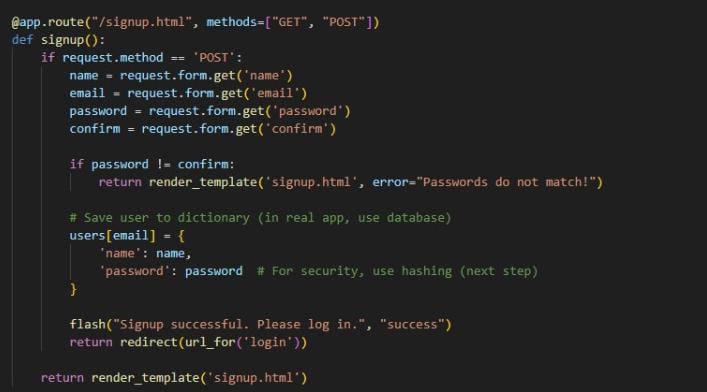 @app.route("/signup.html", methods=["GET", "POST"])
def signup():
    if request.method == 'POST':
        name = request.form.get('name')
        email = request.form.get('email')
        password = request.form.get('password')
        confirm = request.form.get('confirm')

        if password != confirm:
            return render_template('signup.html', error="Passwords do not match!")

        # Save user to dictionary (in real app, use database)
        users[email] = {
            'name': name,
            'password': password  # For security, use hashing (next step)
        }

        flash("Signup successful. Please log in.", "success")
        return redirect(url_for('login'))

    return render_template('signup.html')